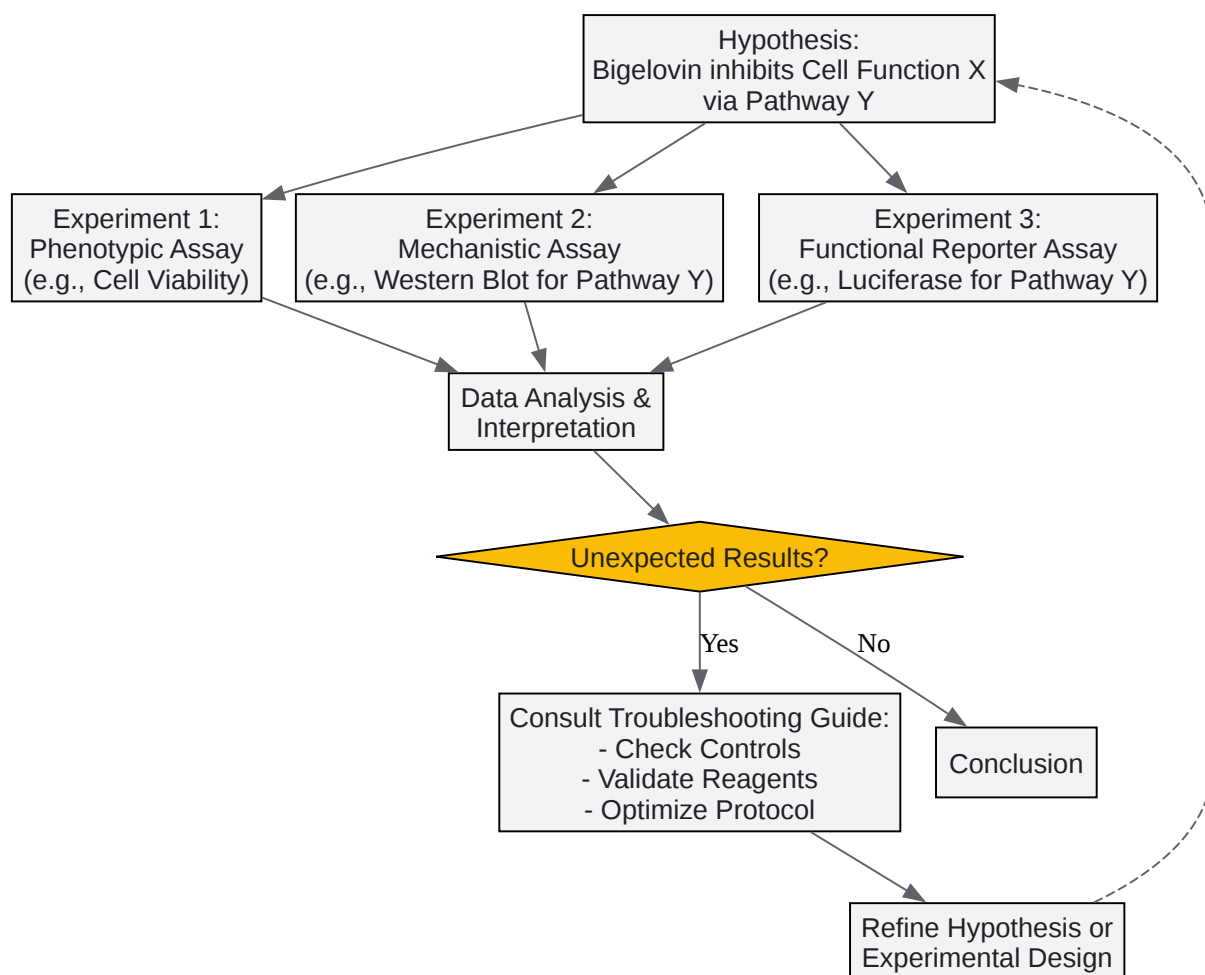 Hypothesis:
Bigelovin inhibits Cell Function X
via Pathway Y
Experiment 1:
Phenotypic Assay
(e.g., Cell Viability)
Experiment 2:
Mechanistic Assay
(e.g., Western Blot for Pathway Y)
Experiment 3:
Functional Reporter Assay
(e.g., Luciferase for Pathway Y)
Data Analysis &
Interpretation
Unexpected Results?
Yes
No
Consult Troubleshooting Guide:
- Check Controls
- Validate Reagents
- Optimize Protocol
Conclusion
Refine Hypothesis or
Experimental Design